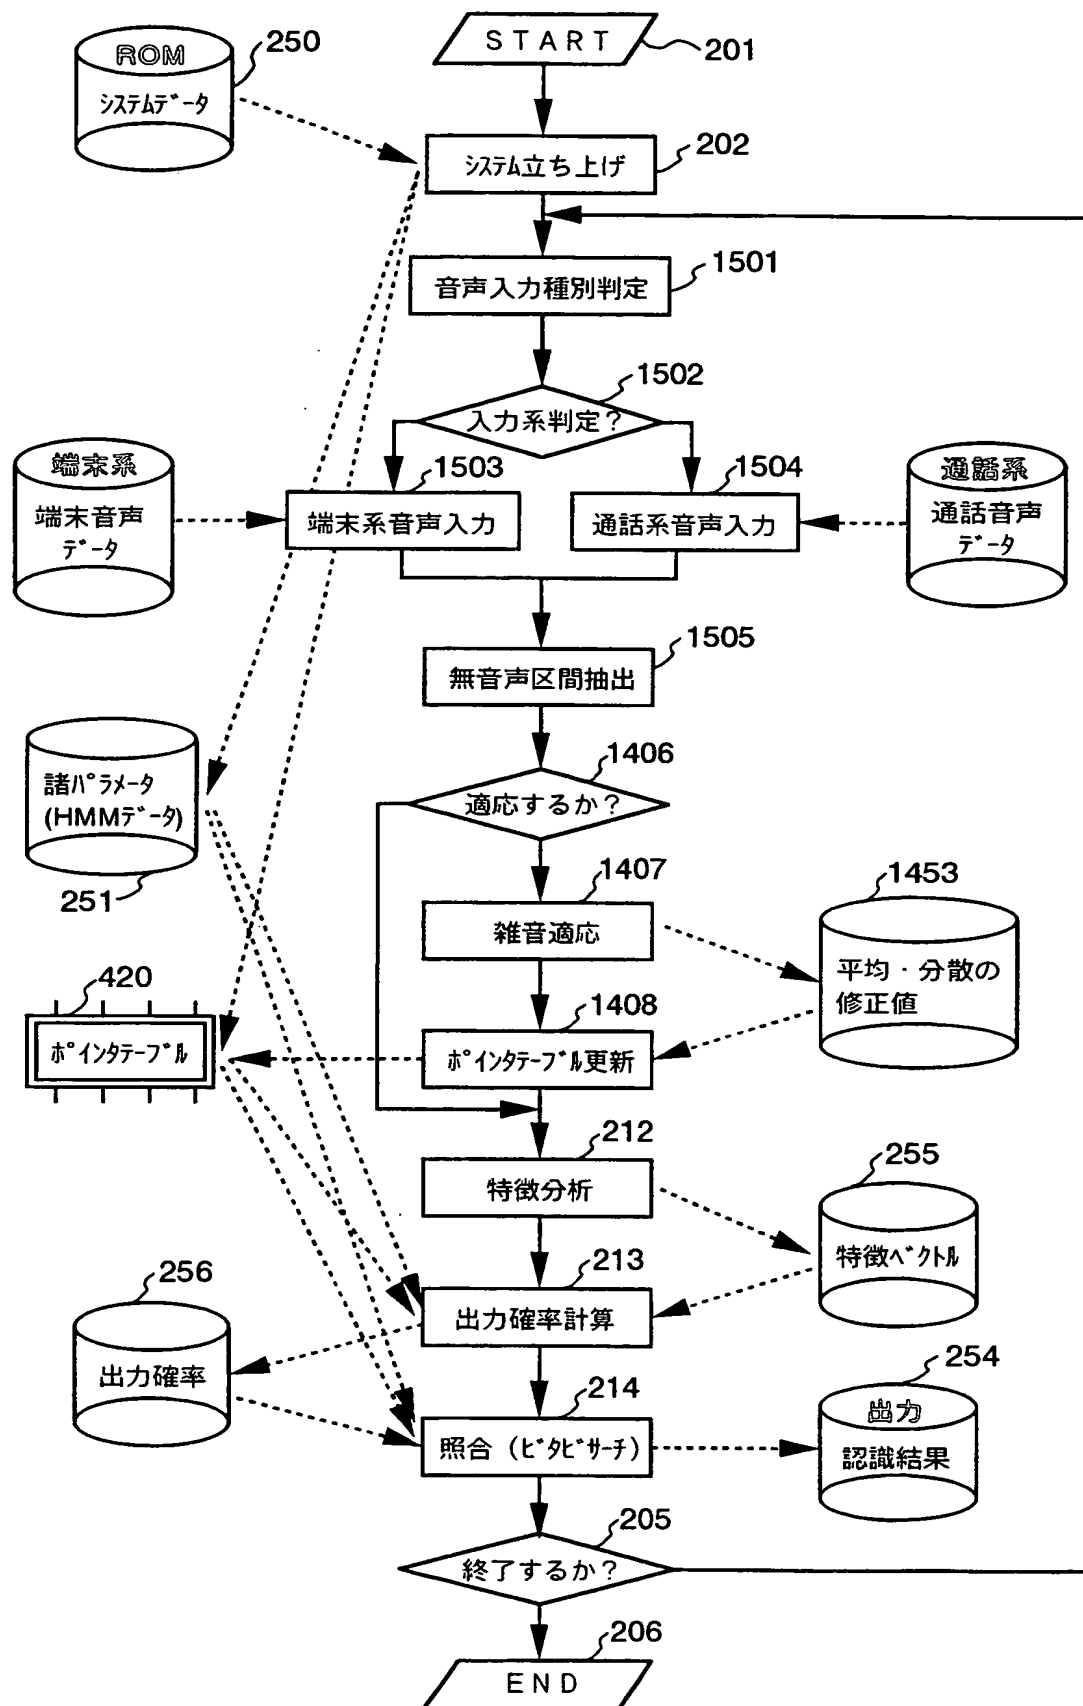 START
201
ROM
システムデータ
250
システム立ち上げ
202
音声入力種別判定
1501
入力系判定？
1502
端末系
端末音声
データ
端末系音声入力
1503
通話系音声入力
1504
通話系
通話音声
データ
無音声区間抽出
1505
諸パラメータ
(HMMデータ)
251
適応するか？
1406
雑音適応
1407
平均・分散の
修正値
1453
ポインタテーブル
420
ポインタテーブル更新
1408
特徴分析
212
特徴ベクトル
255
出力確率計算
213
出力確率
256
照合（ビタビサーチ）
214
出力
認識結果
254
終了するか？
205
END
206